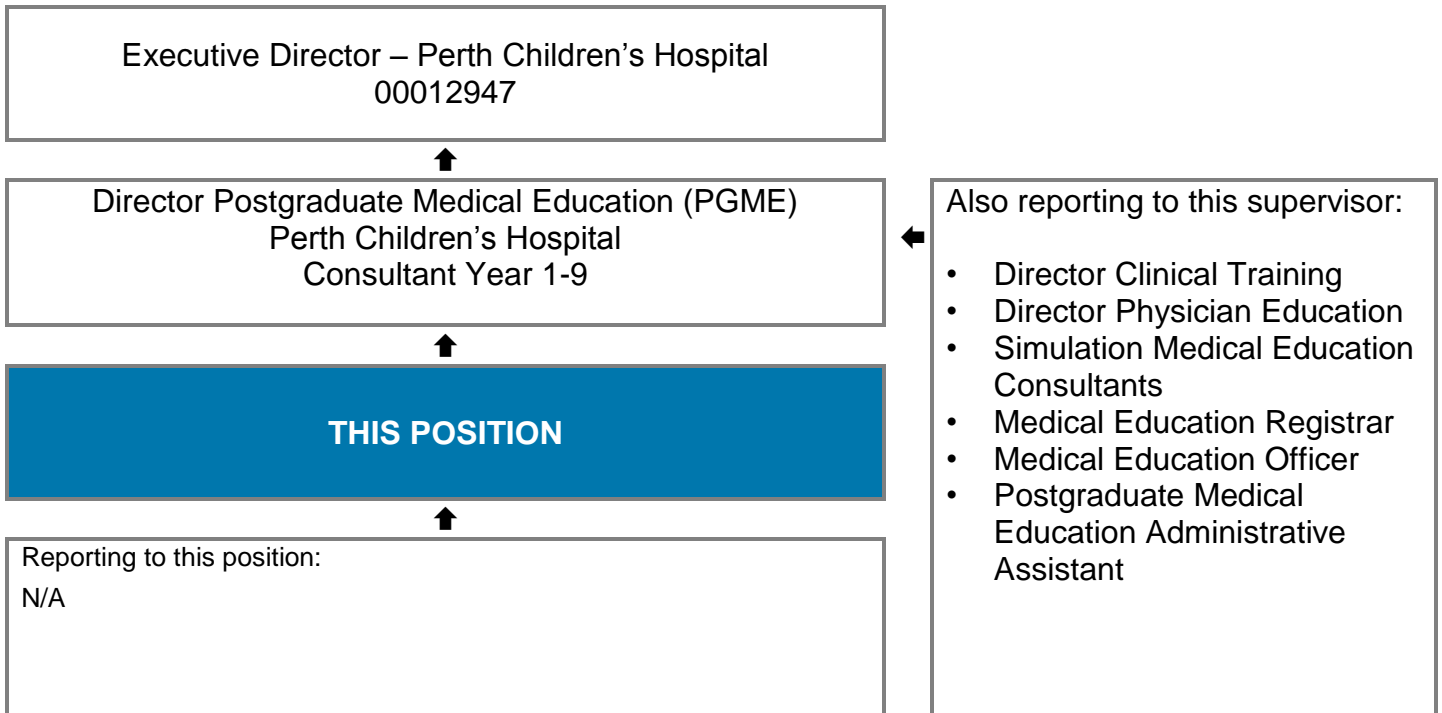 Executive Director – Perth Children’s Hospital
00012947
Director Postgraduate Medical Education (PGME)
Perth Children’s Hospital
Consultant Year 1-9
THIS POSITION
Reporting to this position:
N/A
Also reporting to this supervisor:
• Director Clinical Training
• Director Physician Education
• Simulation Medical Education
Consultants
• Medical Education Registrar
• Medical Education Officer
• Postgraduate Medical
Education Administrative
Assistant